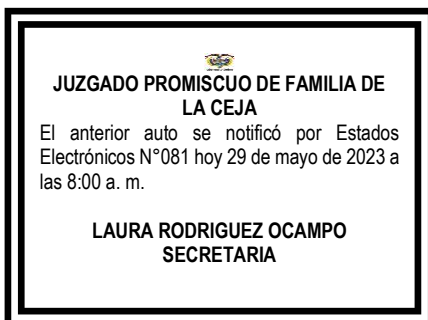 JUZGADO PROMISCUO DE FAMILIA DE
LA CEJA
El anterior auto se notificó por Estados
Electrónicos N°081 hoy 29 de mayo de 2023 a
las 8:00 a. m.
LAURA RODRIGUEZ OCAMPO
SECRETARIA